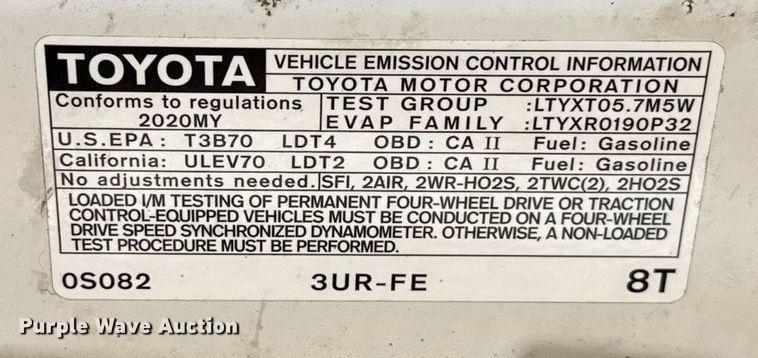 TOYOTA VEHICLE EMISSION CONTROL INFORMATION
TOYOTA MOTOR CORPORATION
Conforms to regulations TEST GROUP :LTYXT05.7M5W
2020MY EVAP FAMILY :LTYXR0190P32
U.S.EPA : T3B70 LDT4 OBD : CA II Fuel: Gasoline
California: ULEV70 LDT2 OBD : CA II Fuel: Gasoline
No adjustments needed. SFI, 2AIR, 2WR-HO2S, 2TWC(2), 2HO2S
LOADED I/M TESTING OF PERMANENT FOUR-WHEEL DRIVE OR TRACTION
CONTROL-EQUIPPED VEHICLES MUST BE CONDUCTED ON A FOUR-WHEEL
DRIVE SPEED SYNCHRONIZED DYNAMOMETER. OTHERWISE, A NON-LOADED
TEST PROCEDURE MUST BE PERFORMED.
0S082 3UR-FE 8T
Purple Wave Auction